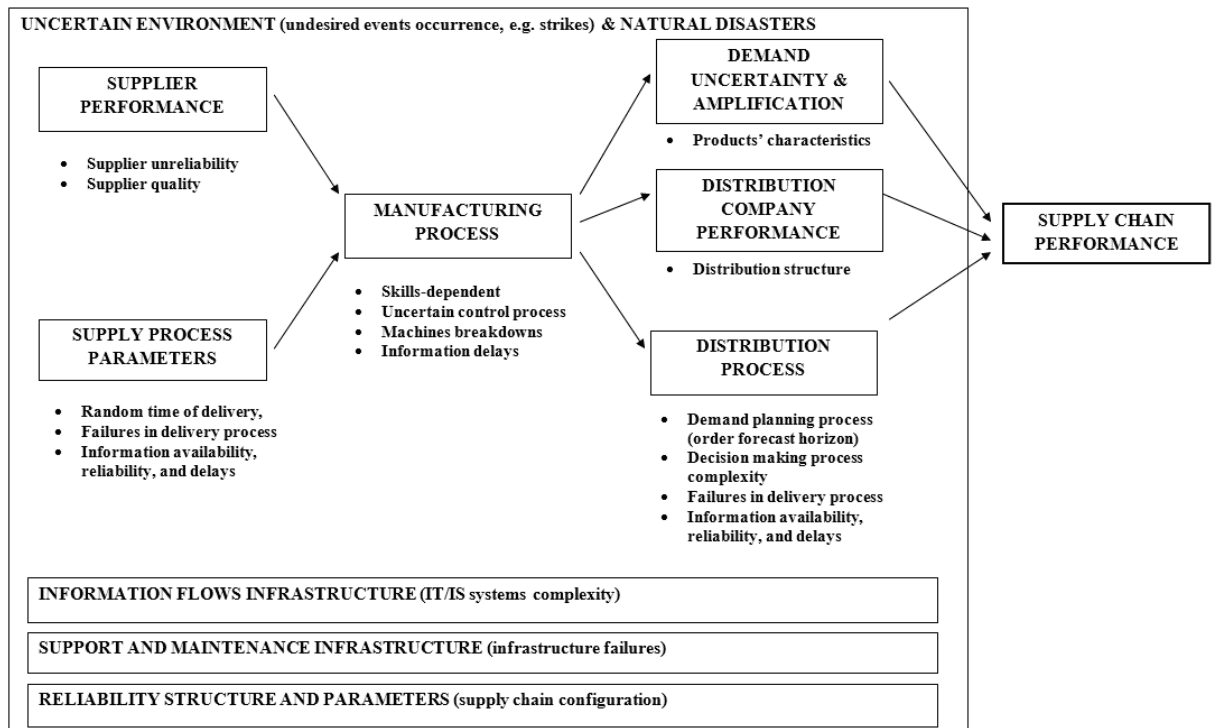 UNCERTAIN ENVIRONMENT (undesired events occurrence, e.g. strikes) & NATURAL DISASTERS
SUPPLIER
PERFORMANCE
• Supplier unreliability
• Supplier quality
SUPPLY PROCESS
PARAMETERS
• Random time of delivery,
• Failures in delivery process
• Information availability,
reliability, and delays
MANUFACTURING
PROCESS
• Skills-dependent
• Uncertain control process
• Machines breakdowns
• Information delays
DEMAND
UNCERTAINTY &
AMPLIFICATION
• Products’ characteristics
DISTRIBUTION
COMPANY
PERFORMANCE
• Distribution structure
DISTRIBUTION
PROCESS
• Demand planning process
(order forecast horizon)
• Decision making process
complexity
• Failures in delivery process
• Information availability,
reliability, and delays
SUPPLY CHAIN
PERFORMANCE
INFORMATION FLOWS INFRASTRUCTURE (IT/IS systems complexity)
SUPPORT AND MAINTENANCE INFRASTRUCTURE (infrastructure failures)
RELIABILITY STRUCTURE AND PARAMETERS (supply chain configuration)